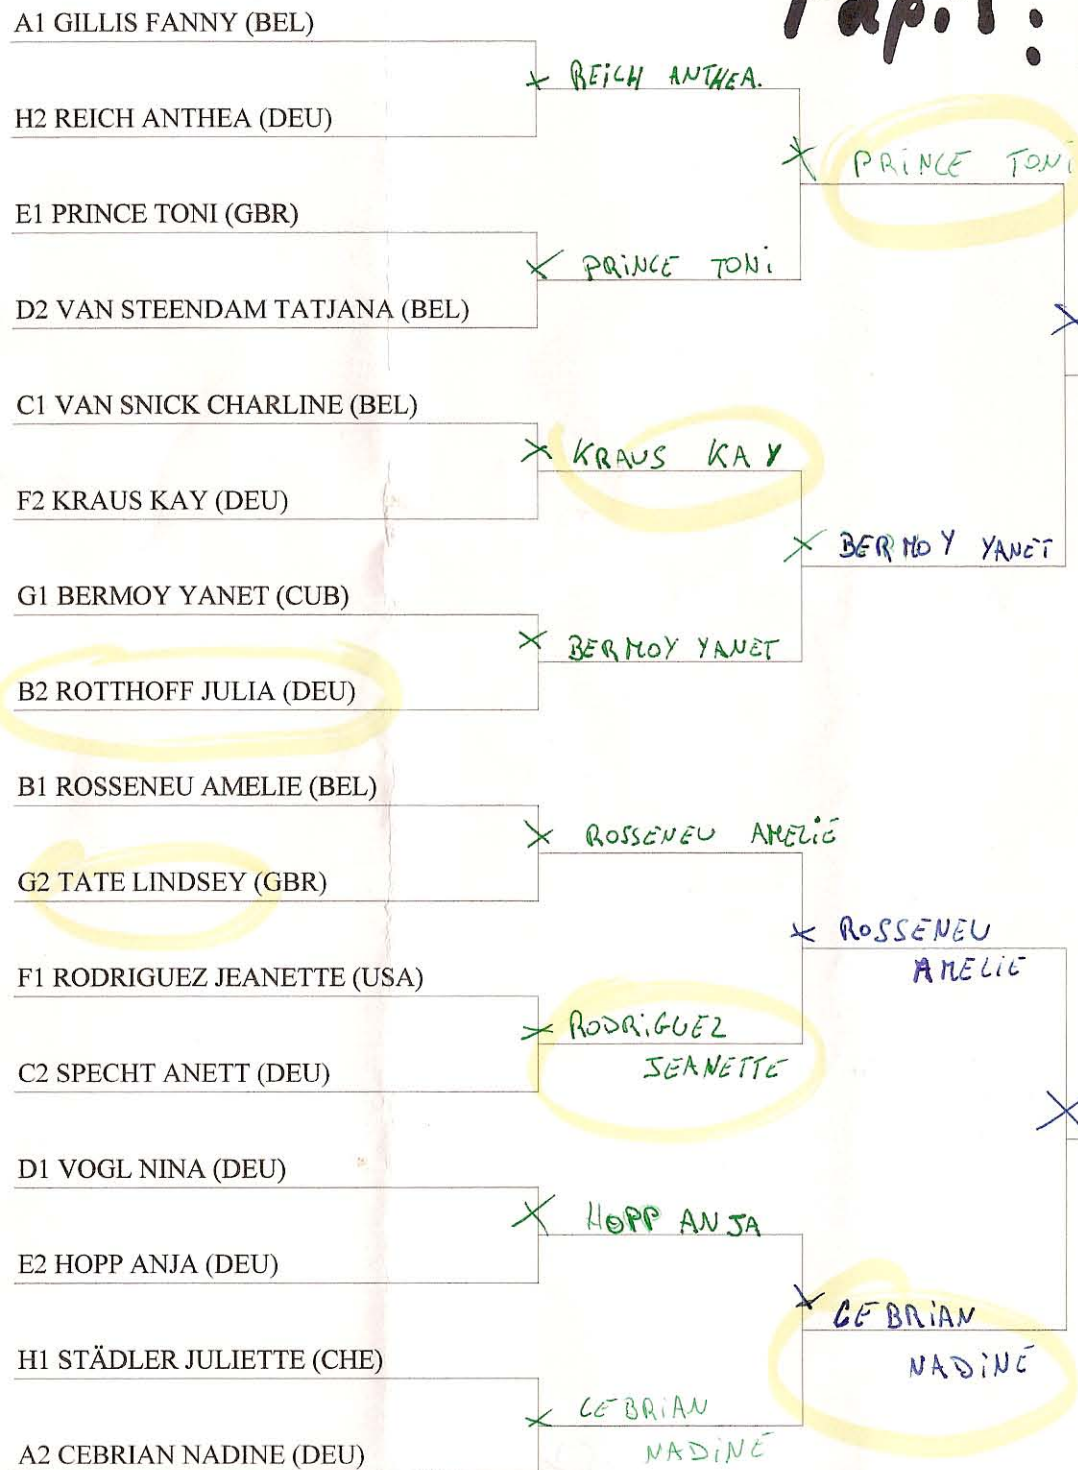 A1 GILLIS FANNY (BEL)
REiCH ANTHEA.
H2 REICH ANTHEA (DEU)
PRiNCE TONi
E1 PRINCE TONI (GBR)
PRiNCE TONi
D2 VAN STEENDAM TATJANA (BEL)
C1 VAN SNICK CHARLINE (BEL)
KRAUS KAY
F2 KRAUS KAY (DEU)
BERMOY YANET
G1 BERMOY YANET (CUB)
BERMOY YANET
B2 ROTTHOFF JULIA (DEU)
B1 ROSSENEU AMELIE (BEL)
ROSSENEU AMELiE
G2 TATE LINDSEY (GBR)
ROSSENEU
AMELiE
F1 RODRIGUEZ JEANETTE (USA)
RODRiGUEZ
JEANETTE
C2 SPECHT ANETT (DEU)
D1 VOGL NINA (DEU)
HOPP ANJA
E2 HOPP ANJA (DEU)
CEBRiAN
NADiNE
H1 STÄDLER JULIETTE (CHE)
CEBRiAN
NADiNE
A2 CEBRIAN NADINE (DEU)